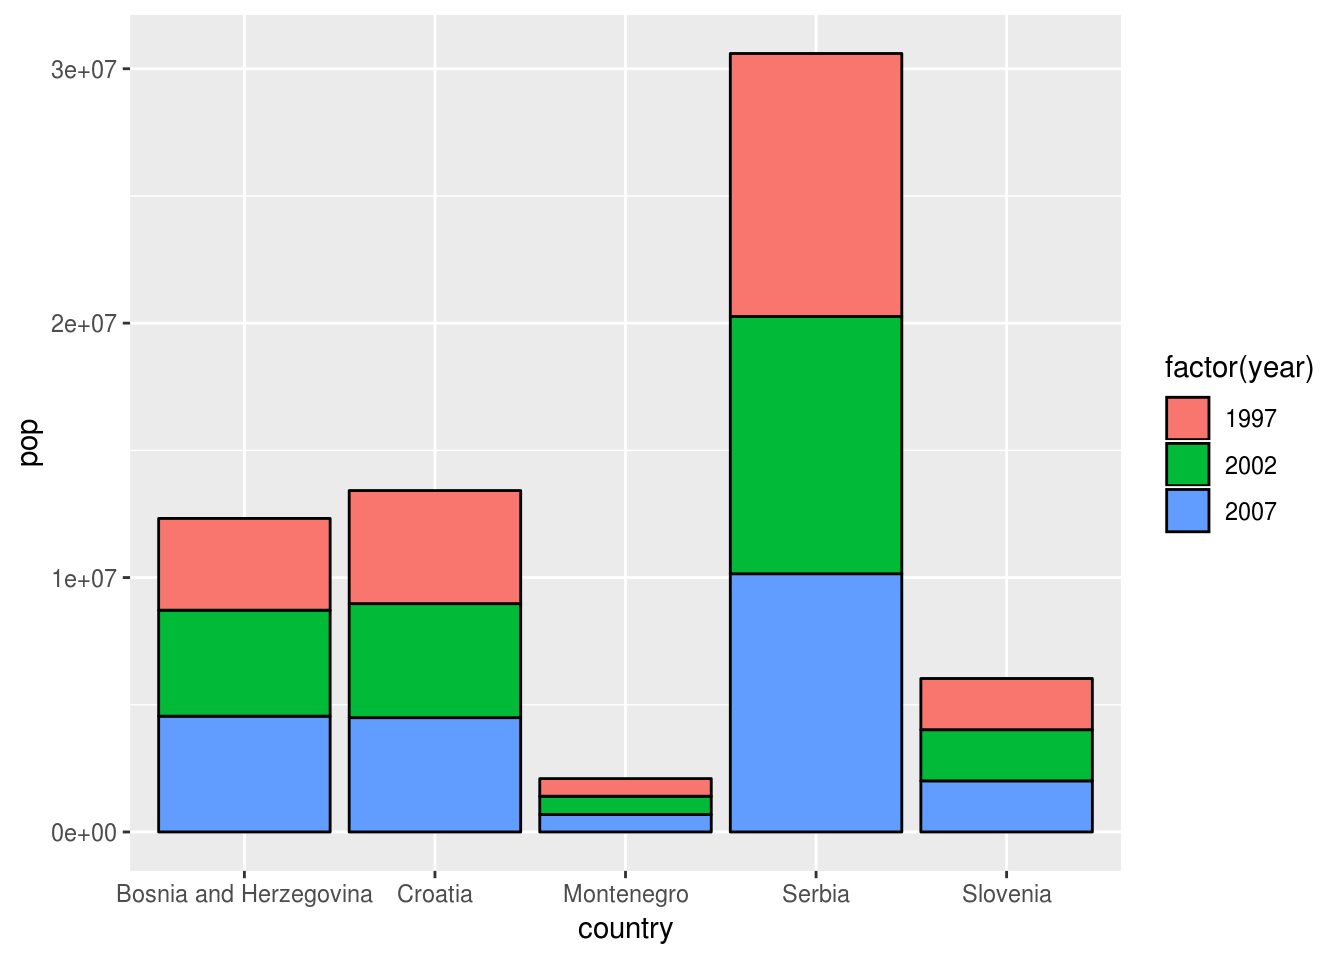 3e+07
2e+07
1e+07
0e+00
pop
Bosnia and Herzegovina Croatia Montenegro Serbia Slovenia
country
factor(year)
1997
2002
2007